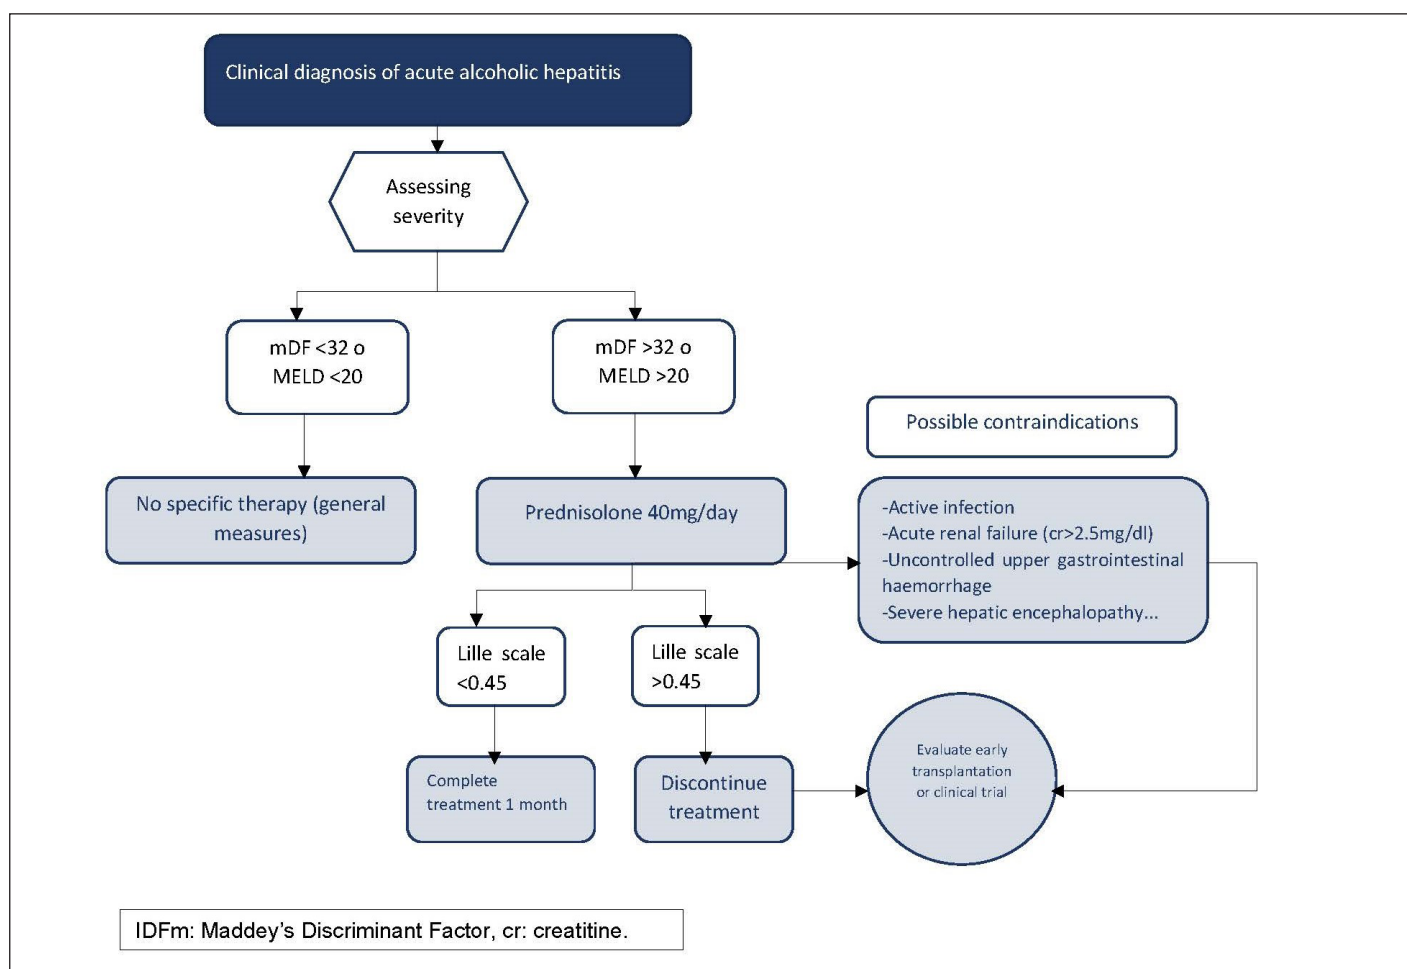 Clinical diagnosis of acute alcoholic hepatitis
Assessing
severity
mDF <32 o
MELD <20
mDF >32 o
MELD >20
Possible contraindications
No specific therapy (general
measures)
Prednisolone 40mg/day
-Active infection
-Acute renal failure (cr>2.5mg/dl)
-Uncontrolled upper gastrointestinal
haemorrhage
-Severe hepatic encephalopathy...
Lille scale
<0.45
Lille scale
>0.45
Complete
treatment 1 month
Discontinue
treatment
Evaluate early
transplantation
or clinical trial
IDFm: Maddey’s Discriminant Factor, cr: creatitine.